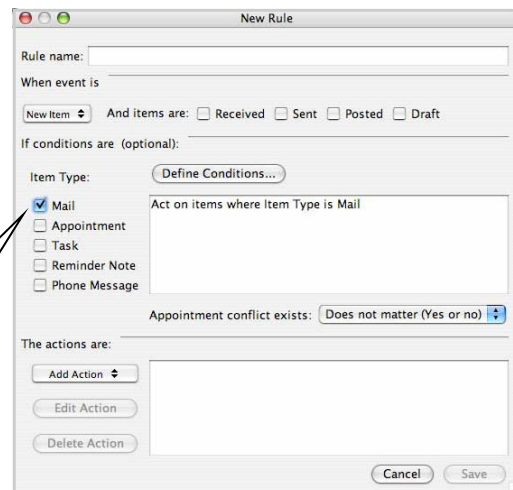 New Rule
Rule name:
When event is
New Item And items are: Received Sent Posted Draft
If conditions are (optional):
Item Type: Define Conditions...
Mail Act on items where Item Type is Mail
Appointment
Task
Reminder Note
Phone Message
Appointment conflict exists: Does not matter (Yes or no)
The actions are:
Add Action
Edit Action
Delete Action
Cancel Save